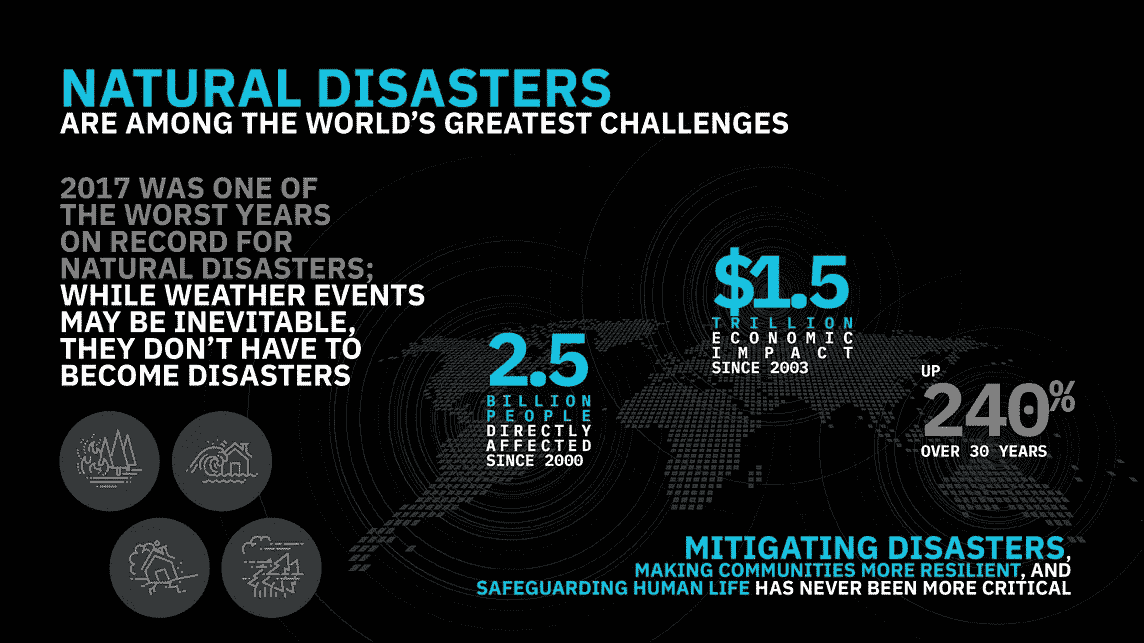 NATURAL DISASTERS
ARE AMONG THE WORLD'S GREATEST CHALLENGES
2017 WAS ONE OF
THE WORST YEARS
ON RECORD FOR
NATURAL DISASTERS;
WHILE WEATHER EVENTS
MAY BE INEVITABLE,
THEY DON'T HAVE TO
BECOME DISASTERS
2.5
BILLION
PEOPLE
DIRECTLY
AFFECTED
SINCE 2000
$1.5
TRILLION
ECONOMIC
IMPACT
SINCE 2003
UP
240%
OVER 30 YEARS
MITIGATING DISASTERS,
MAKING COMMUNITIES MORE RESILIENT, AND
SAFEGUARDING HUMAN LIFE HAS NEVER BEEN MORE CRITICAL